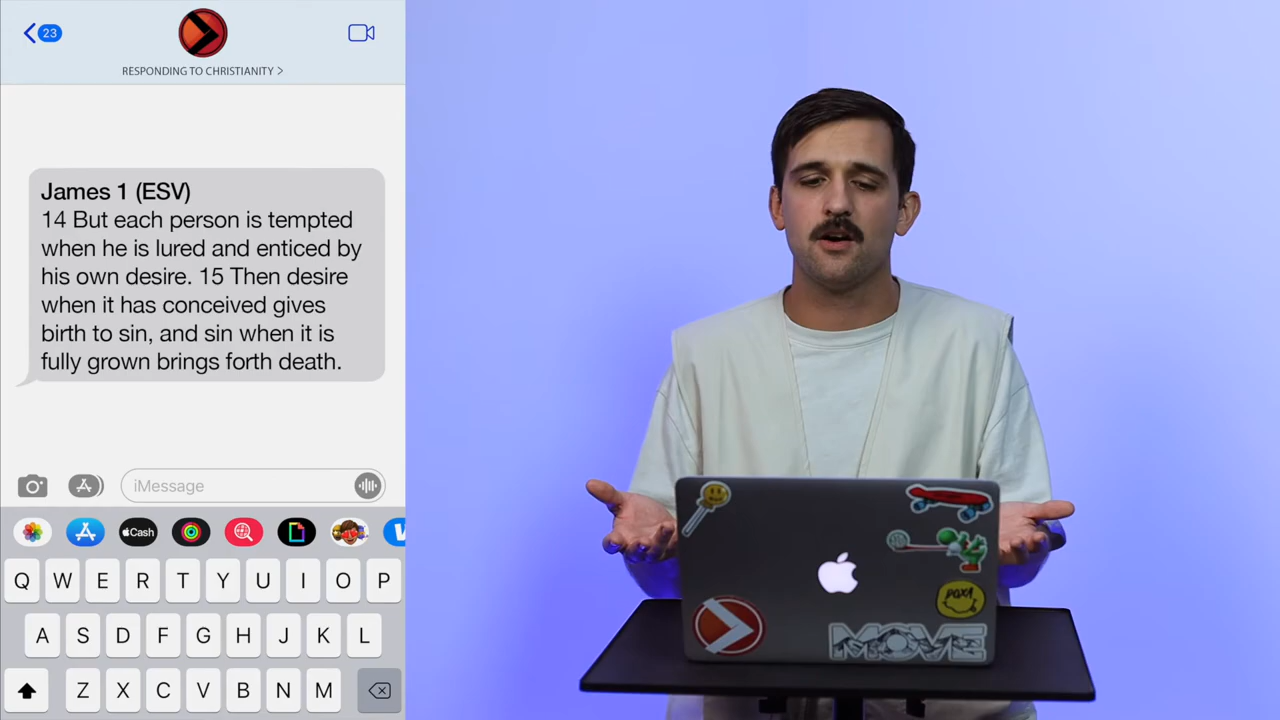 23
RESPONDING TO CHRISTIANITY >
James 1 (ESV)
14 But each person is tempted
when he is lured and enticed by
his own desire. 15 Then desire
when it has conceived gives
birth to sin, and sin when it is
fully grown brings forth death.
iMessage
Cash
Q W E R T Y U I O P
A S D F G H J K L
Z X C V B N M
DOXA
MOVE